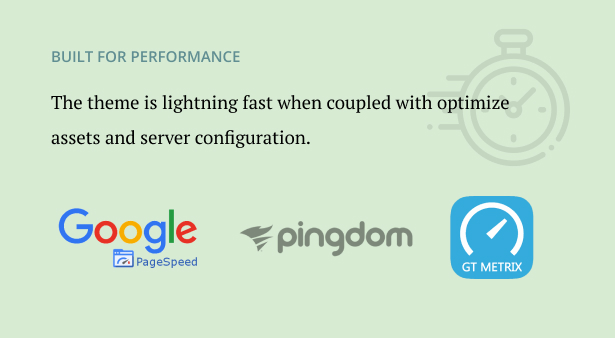 BUILT FOR PERFORMANCE
The theme is lightning fast when coupled with optimize
assets and server configuration.
Google
PageSpeed
pingdom
GT METRIX